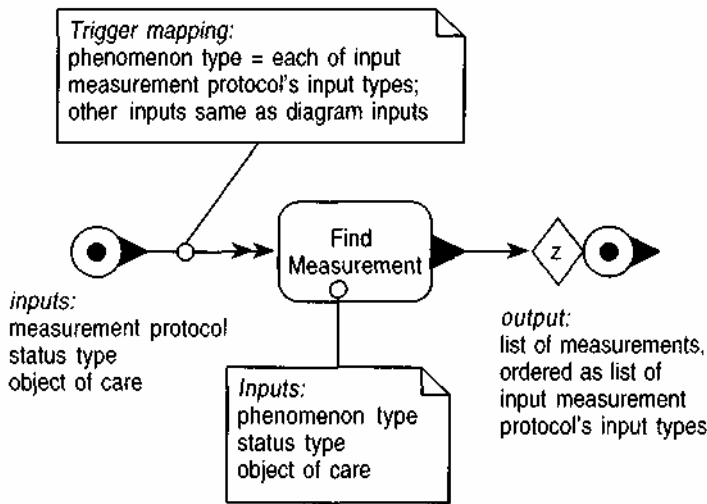 Trigger mapping:
phenomenon type = each of input
measurement protocol's input types;
other inputs same as diagram inputs
Find
Measurement
z
inputs:
measurement protocol
status type
object of care
output:
list of measurements,
ordered as list of
input measurement
protocol's input types
Inputs:
phenomenon type
status type
object of care